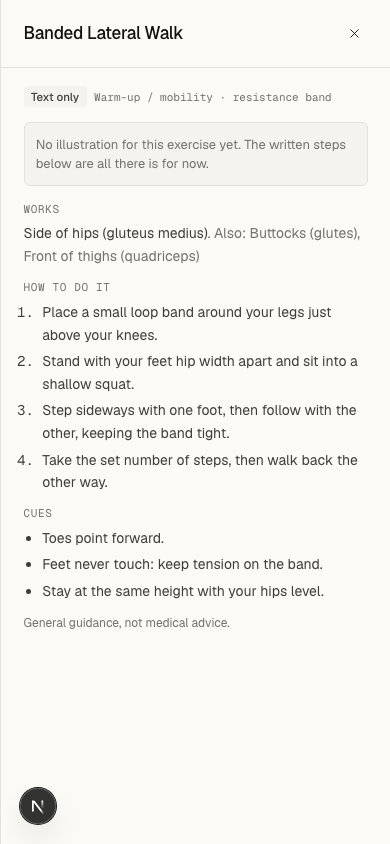 Banded Lateral Walk
Text only Warm-up / mobility · resistance band
No illustration for this exercise yet. The written steps
below are all there is for now.
WORKS
Side of hips (gluteus medius). Also: Buttocks (glutes),
Front of thighs (quadriceps)
HOW TO DO IT
1. Place a small loop band around your legs just
above your knees.
2. Stand with your feet hip width apart and sit into a
shallow squat.
3. Step sideways with one foot, then follow with the
other, keeping the band tight.
4. Take the set number of steps, then walk back the
other way.
CUES
• Toes point forward.
• Feet never touch: keep tension on the band.
• Stay at the same height with your hips level.
General guidance, not medical advice.
N